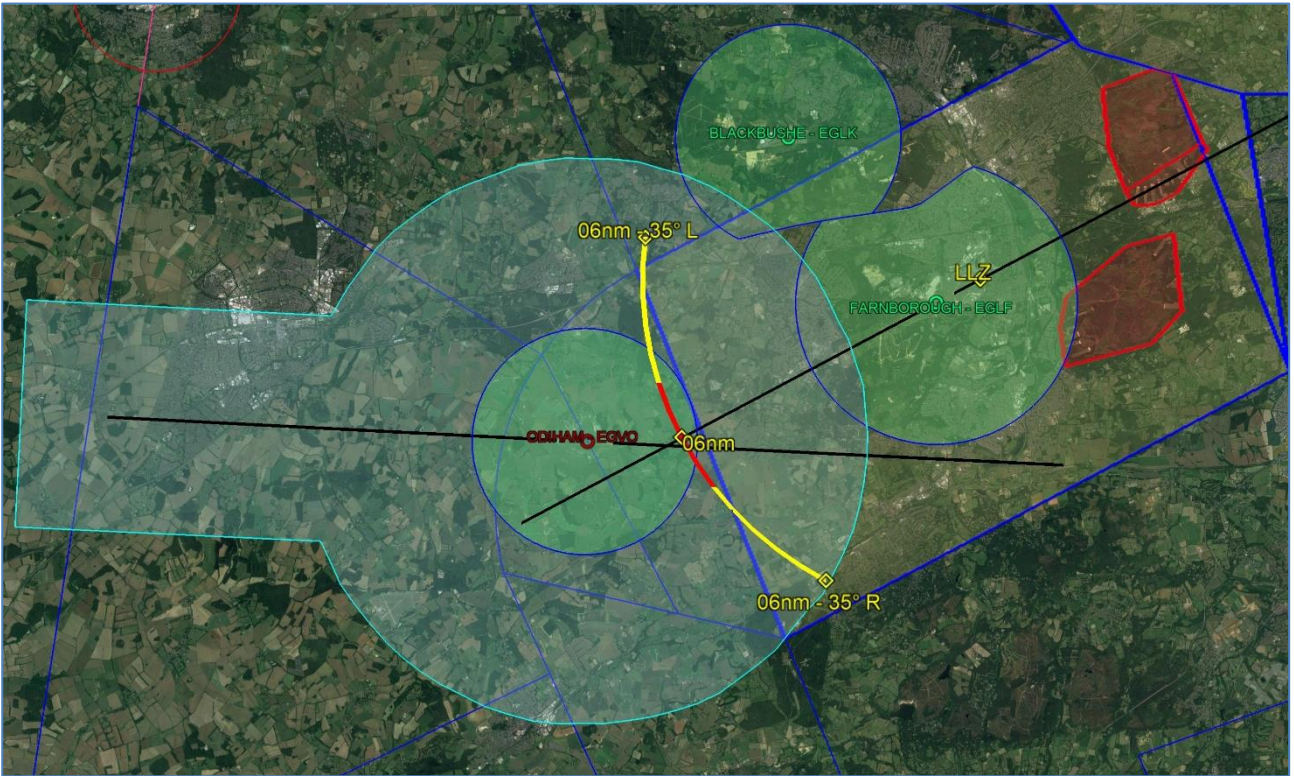 BLACKBUSHE - EGLK
06nm - 35° L
LLZ
FARNBOROUGH - EGLF
ODIHAM - EGVO
06nm
06nm - 35° R